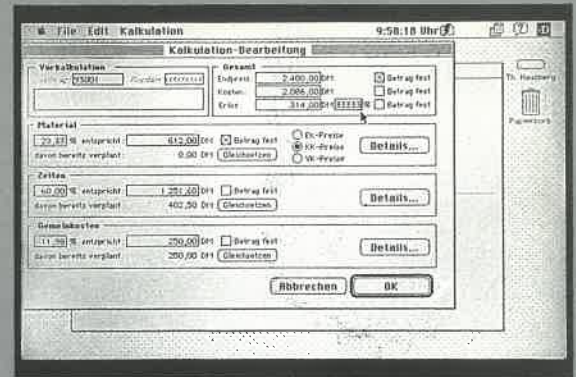 File Edit Kalkulation 9:58:18 Uhr
Kalkulation-Bearbeitung
Vorkalkulation
VS001
Gesamt
Endpreis: 2.400,00 DM Betrag fest
Kosten: 2.086,00 DM Betrag fest
Erlös: 314,00 DM % Betrag fest
Th. Hausberg
Papierkorb
Material
% entspricht: 612,00 DM Betrag fest
davon bereits verplant: 0,00 DM Gleichsetzen
EK-Preise
KK-Preise
VK-Preise
Details...
Zeiten
60,00 % entspricht: 1.251,60 DM Betrag fest
davon bereits verplant: 402,50 DM Gleichsetzen
Details...
Gemeinkosten
11,98 % entspricht: 250,00 DM Betrag fest
davon bereits verplant: 250,00 DM Gleichsetzen
Details...
Abbrechen OK